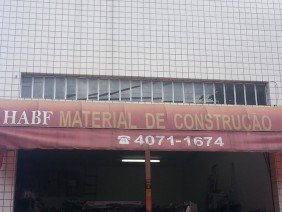 HABF MATERIAL DE CONSTRUÇÃO
☎ 4071-1674